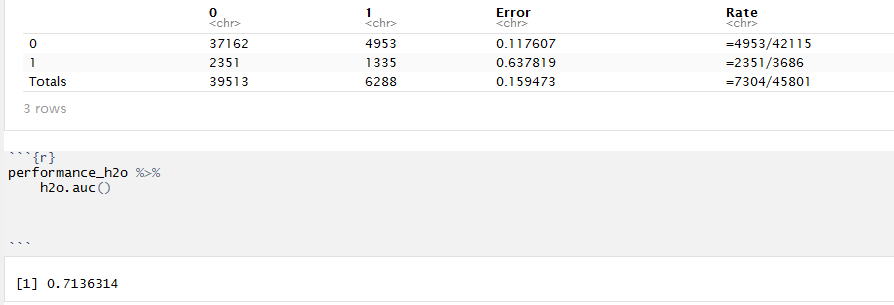 0 1 Error Rate
<chr> <chr> <chr> <chr>
0 37162 4953 0.117607 =4953/42115
1 2351 1335 0.637819 =2351/3686
Totals 39513 6288 0.159473 =7304/45801
3 rows
```{r}
performance_h2o %>%
    h2o.auc()
```
[1] 0.7136314